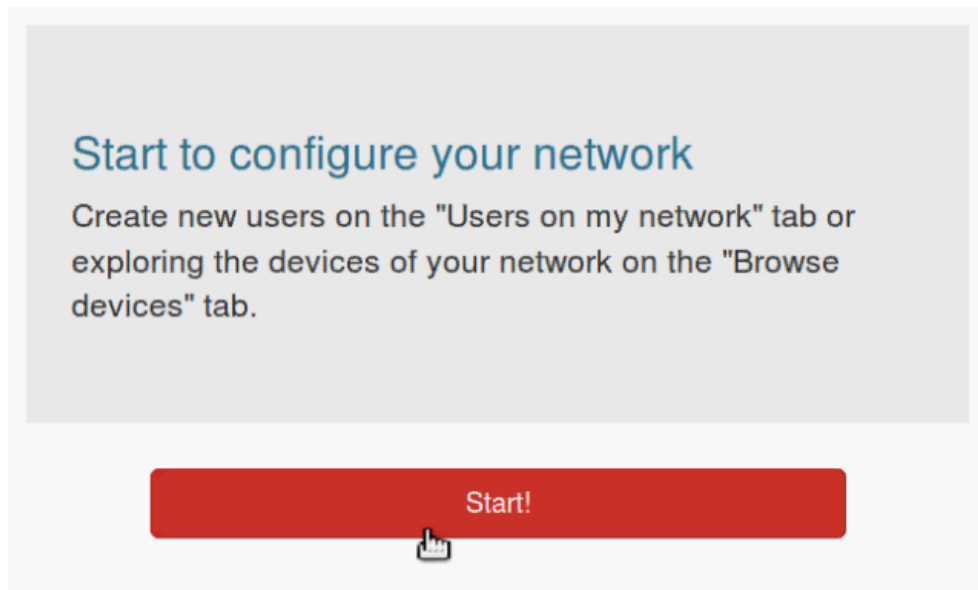 Start to configure your network
Create new users on the "Users on my network" tab or
exploring the devices of your network on the "Browse
devices" tab.
Start!